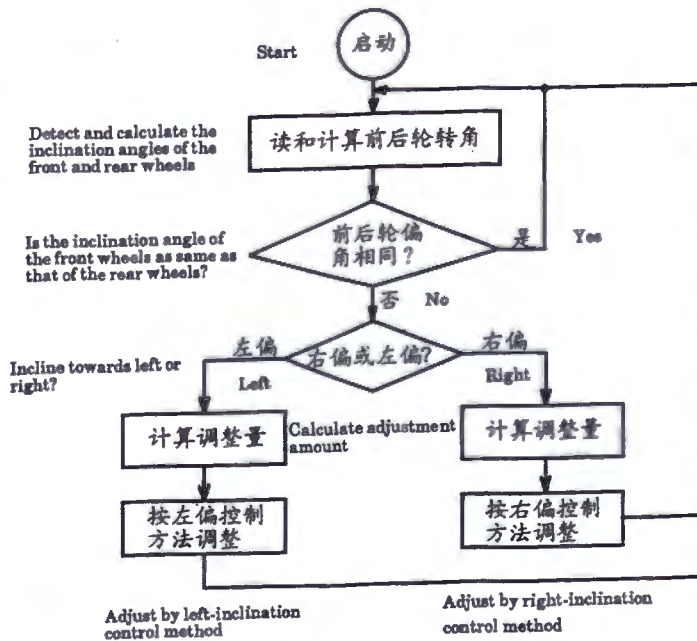 Start
启动
Detect and calculate the
inclination angles of the
front and rear wheels
读和计算前后轮转角
Is the inclination angle of
the front wheels as same as
that of the rear wheels?
前后轮偏
角相同?
是
Yes
否
No
Incline towards left or
right?
左偏
Left
右偏或左偏?
右偏
Right
计算调整量
Calculate adjustment
amount
计算调整量
按左偏控制
方法调整
按右偏控制
方法调整
Adjust by left-inclination
control method
Adjust by right-inclination
control method